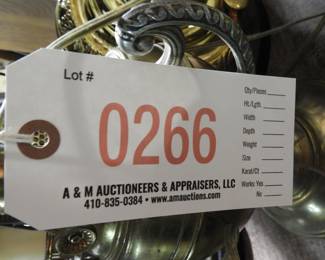 Lot #
0266
A & M AUCTIONEERS & APPRAISERS, LLC
410-835-0384 • www.amauctions.com
Qty/Pieces
Ht./Lgth.
Width
Depth
Weight
Size
Karat/Ct
Works: Yes
No